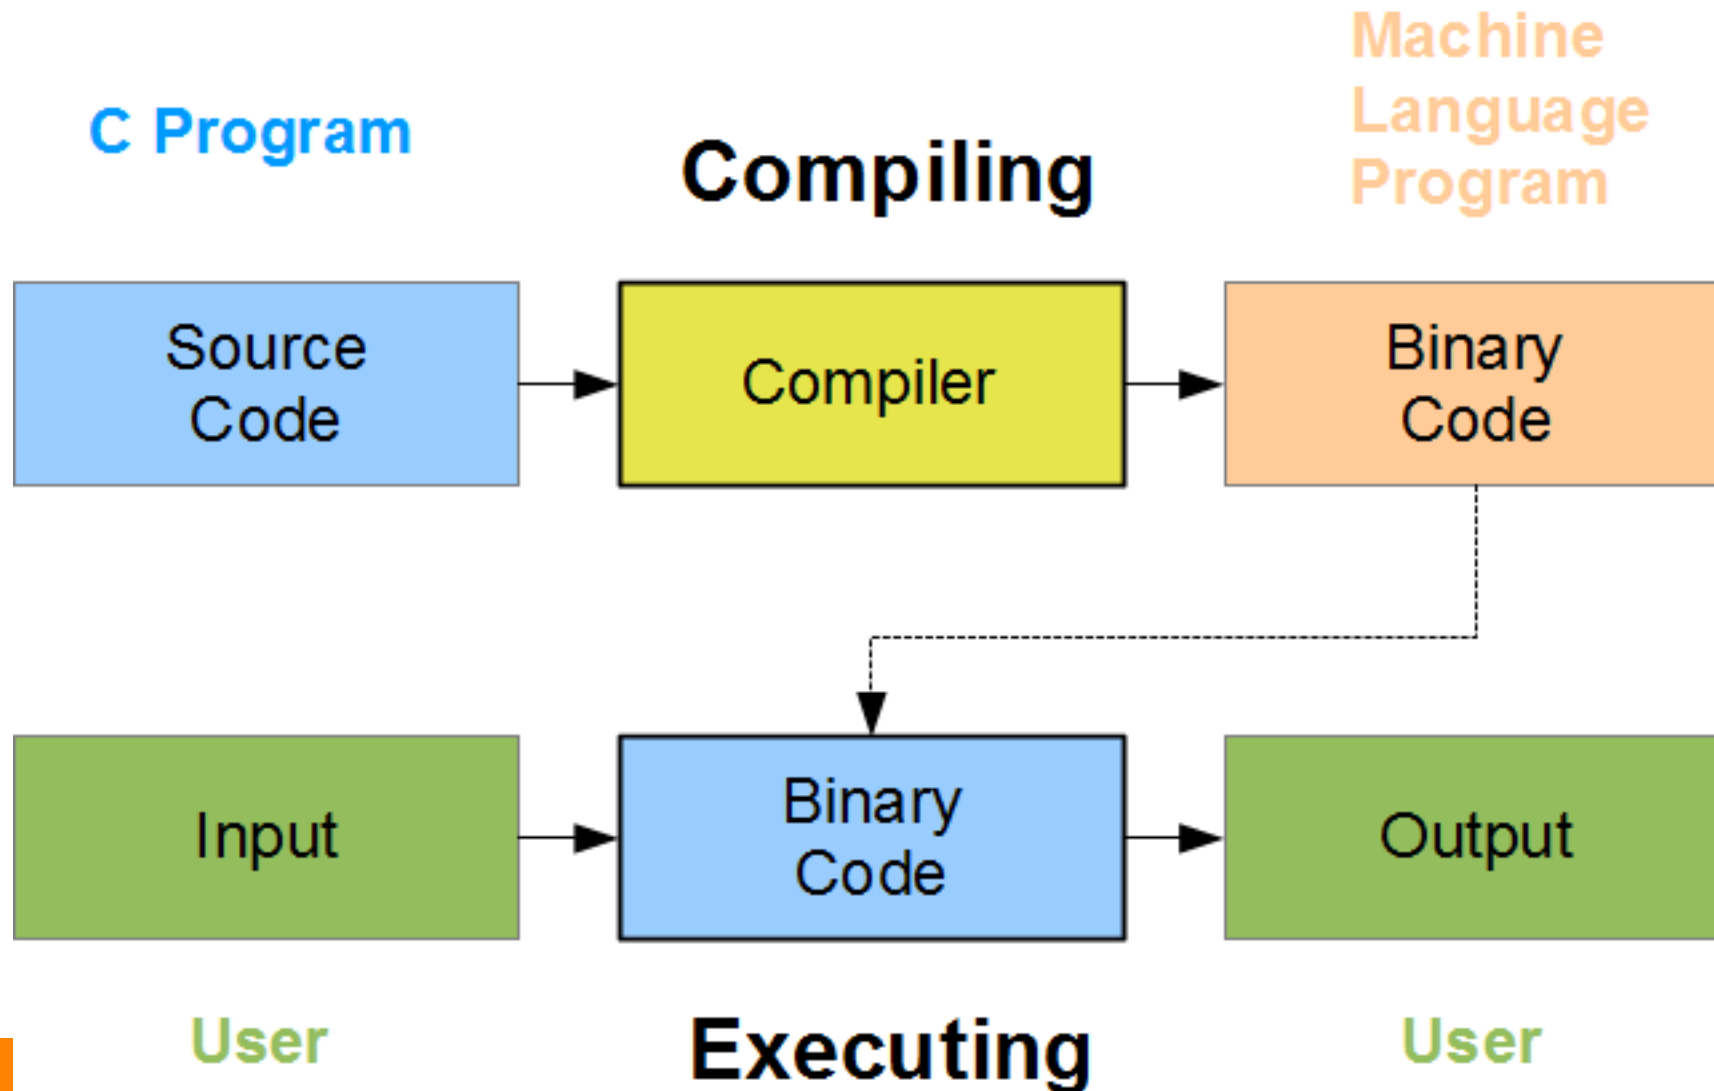 C Program
Compiling
Machine
Language
Program
Source
Code
Compiler
Binary
Code
Input
Binary
Code
Output
User
Executing
User